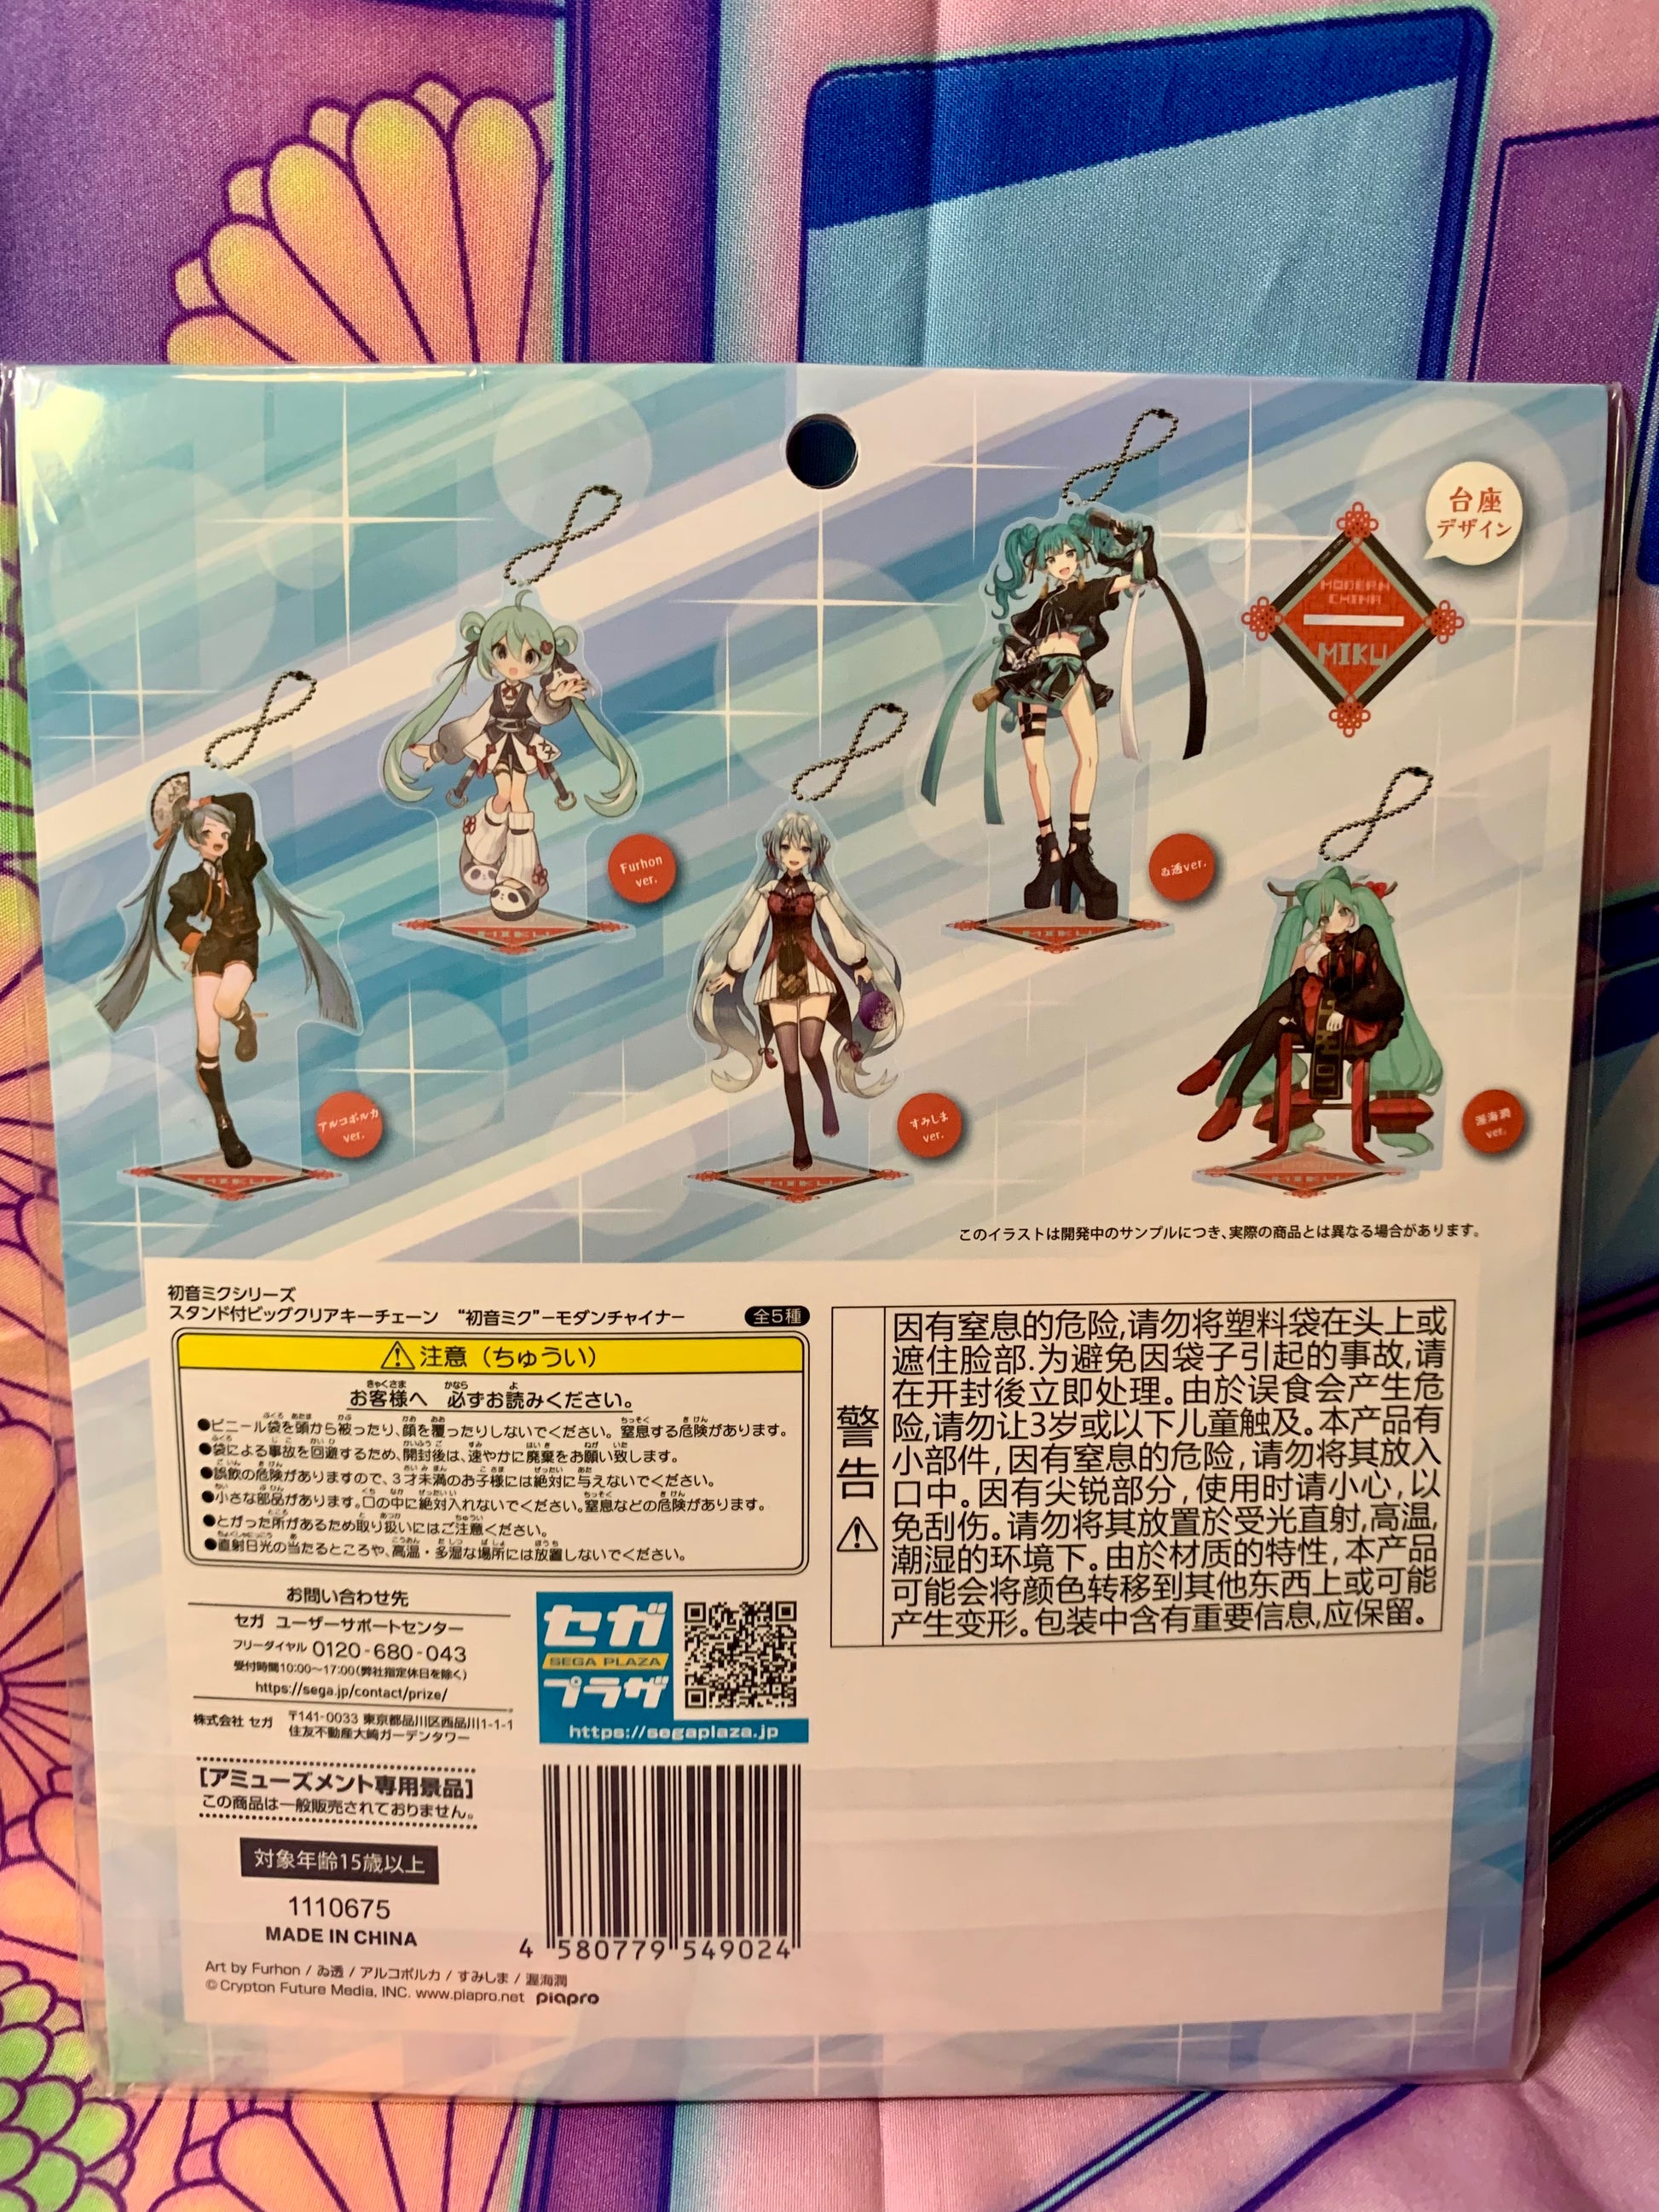 台座
デザイン
MODERN
CHINA
MIKU
Furhon
ver.
ゐ透ver.
MIKU
MIKU
アルコポルカ
ver.
すみしま
ver.
渥海潤
ver.
MIKU
MIKU
MIKU
このイラストは開発中のサンプルにつき、実際の商品とは異なる場合があります。
初音ミクシリーズ
スタンド付ビッグクリアキーチェーン “初音ミク”−モダンチャイナ− 全5種
注意（ちゅうい）
お客様へ 必ずお読みください。
●ビニール袋を頭から被ったり、顔を覆ったりしないでください。窒息する危険があります。
●袋による事故を回避するため、開封後は、速やかに廃棄をお願い致します。
●誤飲の危険がありますので、3才未満のお子様には絶対に与えないでください。
●小さな部品があります。口の中に絶対入れないでください。窒息などの危険があります。
●とがった所があるため取り扱いにはご注意ください。
●直射日光の当たるところや、高温・多湿な場所には放置しないでください。
お問い合わせ先
セガ ユーザーサポートセンター
フリーダイヤル 0120-680-043
受付時間10:00〜17:00(弊社指定休日を除く)
https://sega.jp/contact/prize/
株式会社 セガ 〒141-0033 東京都品川区西品川1-1-1
住友不動産大崎ガーデンタワー
セガ
SEGA PLAZA
プラザ
https://segaplaza.jp
[アミューズメント専用景品]
この商品は一般販売されておりません。
対象年齢15歳以上
1110675
MADE IN CHINA
4 580779 549024
Art by Furhon / ゐ透 / アルコポルカ / すみしま / 渥海潤
© Crypton Future Media, INC. www.piapro.net piapro
警告
因有窒息的危险,请勿将塑料袋在头上或
遮住脸部.为避免因袋子引起的事故,请
在开封後立即处理。由於误食会产生危
险,请勿让3岁或以下儿童触及。本产品有
小部件,因有窒息的危险,请勿将其放入
口中。因有尖锐部分,使用时请小心,以
免刮伤。请勿将其放置於受光直射,高温,
潮湿的环境下。由於材质的特性,本产品
可能会将颜色转移到其他东西上或可能
产生变形。包装中含有重要信息,应保留。